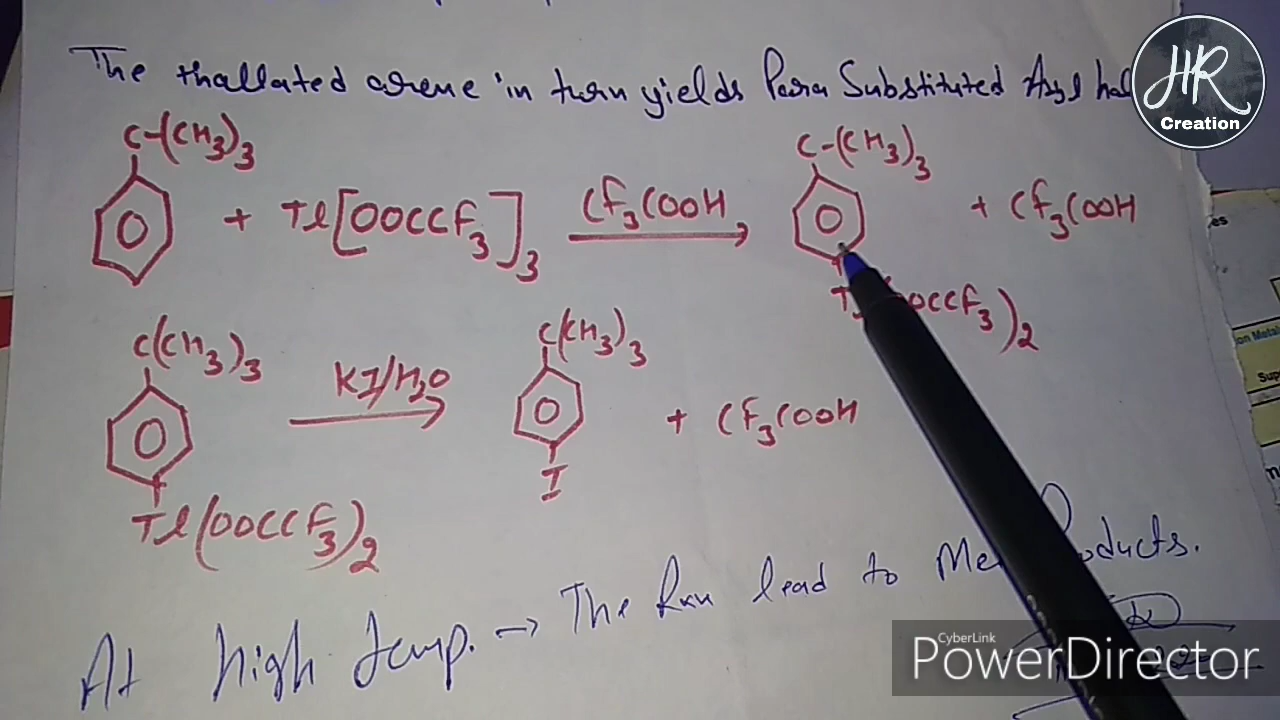 The thallated arene in turn yields Para Substituted Aryl hal
HR
Creation
C-(CH3)3
+ Tl[OOCCF3]3
CF3COOH
C-(CH3)3
+ CF3COOH
OCCF3)2
C(CH3)3
KI/H2O
C(CH3)3
+ CF3COOH
I
Tl(OOCCF3)2
At high temp. → The Rxn lead to Me oducts.
CyberLink
PowerDirector